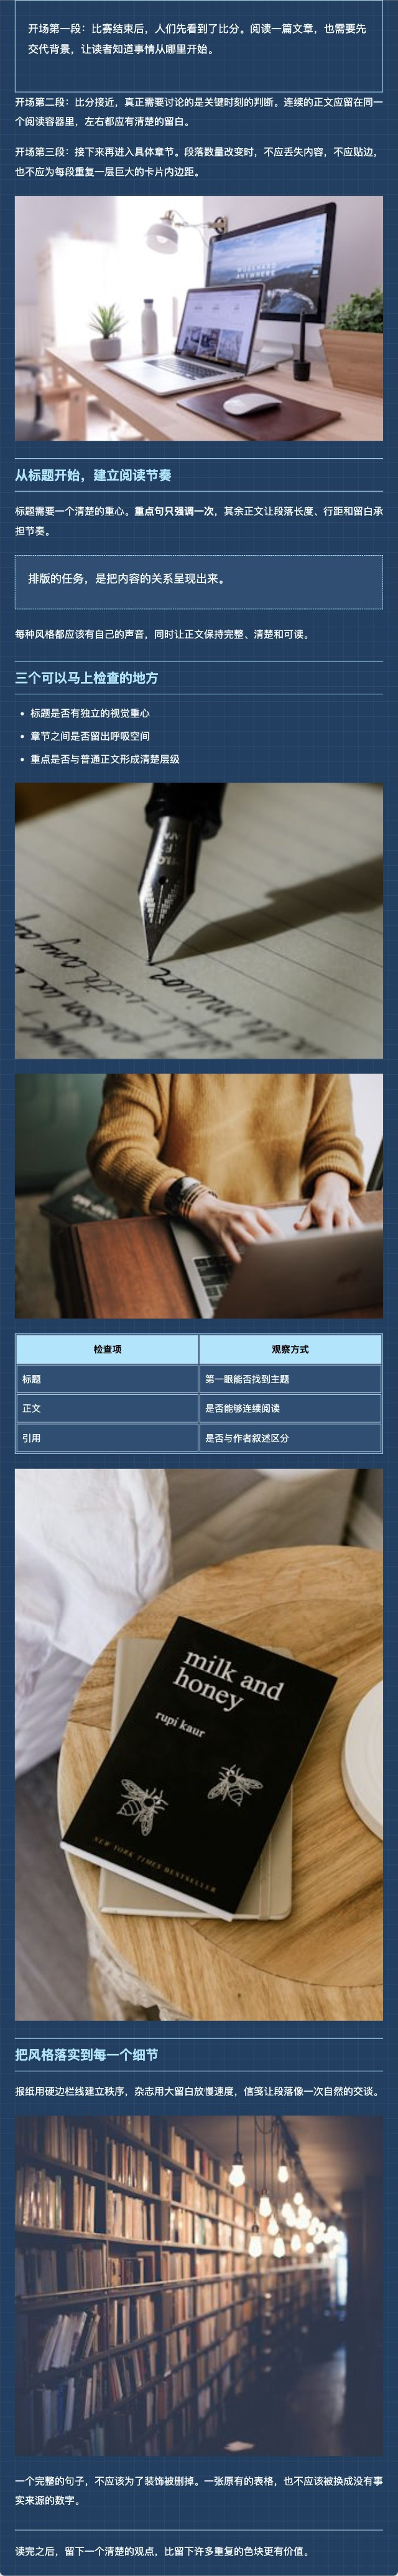 开场第一段：比赛结束后，人们先看到了比分。阅读一篇文章，也需要先
交代背景，让读者知道事情从哪里开始。
开场第二段：比分接近，真正需要讨论的是关键时刻的判断。连续的正文应留在同一
个阅读容器里，左右都应有清楚的留白。
开场第三段：接下来再进入具体章节。段落数量改变时，不应丢失内容，不应贴边，
也不应为每段重复一层巨大的卡片内边距。
从标题开始，建立阅读节奏
标题需要一个清楚的重心。重点句只强调一次，其余正文让段落长度、行距和留白承
担节奏。
排版的任务，是把内容的关系呈现出来。
每种风格都应该有自己的声音，同时让正文保持完整、清楚和可读。
三个可以马上检查的地方
• 标题是否有独立的视觉重心
• 章节之间是否留出呼吸空间
• 重点是否与普通正文形成清楚层级
检查项 观察方式
标题 第一眼能否找到主题
正文 是否能够连续阅读
引用 是否与作者叙述区分
milk and
honey
rupi kaur
NEW YORK TIMES BESTSELLER
把风格落实到每一个细节
报纸用硬边栏线建立秩序，杂志用大留白放慢速度，信笺让段落像一次自然的交谈。
一个完整的句子，不应该为了装饰被删掉。一张原有的表格，也不应该被换成没有事
实来源的数字。
读完之后，留下一个清楚的观点，比留下许多重复的色块更有价值。